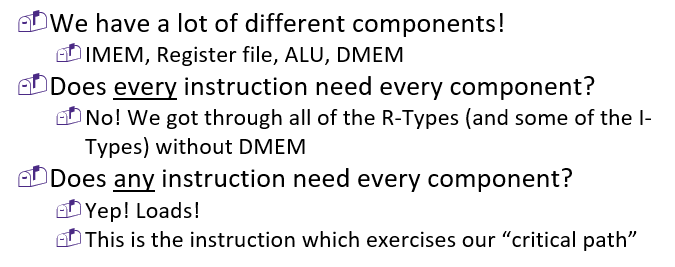 We have a lot of different components!
IMEM, Register file, ALU, DMEM
Does every instruction need every component?
No! We got through all of the R-Types (and some of the I-
Types) without DMEM
Does any instruction need every component?
Yep! Loads!
This is the instruction which exercises our “critical path”